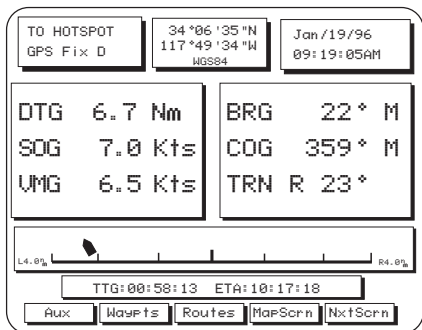 TO HOTSPOT
GPS Fix D
34°06'35"N
117°49'34"W
WGS84
Jan/19/96
09:19:05AM
DTG 6.7 Nm
SOG 7.0 Kts
VMG 6.5 Kts
BRG 22° M
COG 359° M
TRN R 23°
L4.0㎚ R4.0㎚
TTG:00:58:13 ETA:10:17:18
Aux Waypts Routes MapScrn NxtScrn